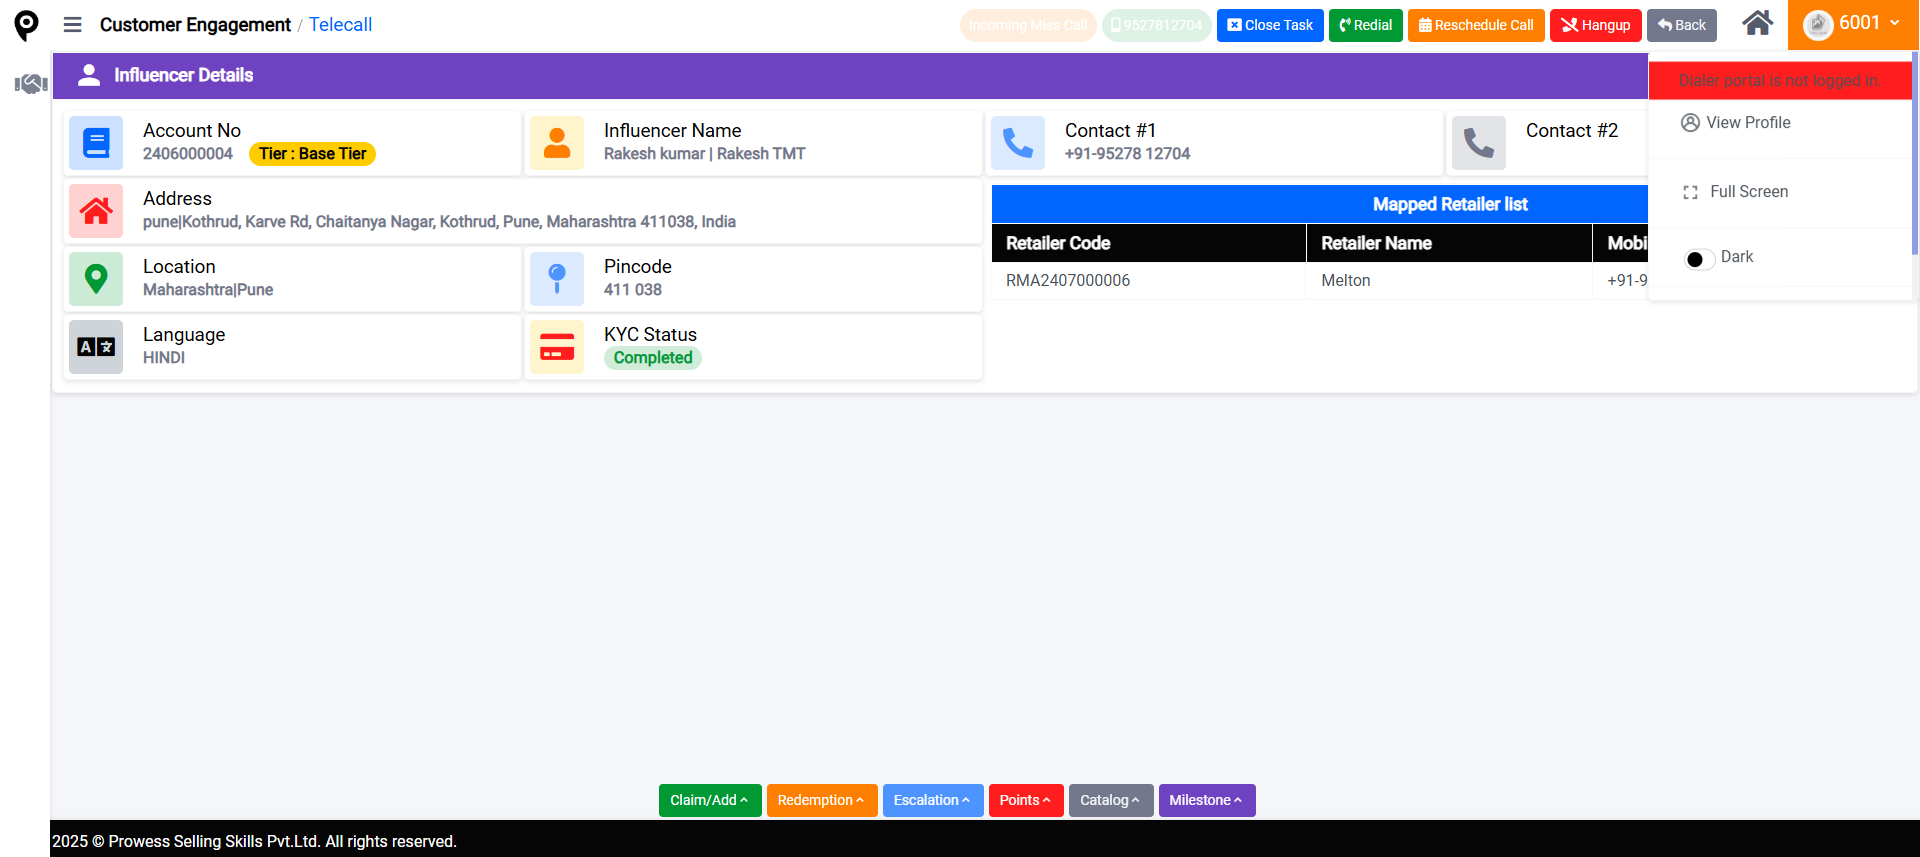 Customer Engagement / Telecall
Incoming Miss Call
9527812704
Close Task
Redial
Reschedule Call
Hangup
Back
6001
Influencer Details
Dialer portal is not logged in.
View Profile
Full Screen
Dark
Account No
2406000004 Tier : Base Tier
Influencer Name
Rakesh kumar | Rakesh TMT
Contact #1
+91-95278 12704
Contact #2
Address
pune|Kothrud, Karve Rd, Chaitanya Nagar, Kothrud, Pune, Maharashtra 411038, India
Mapped Retailer list
Retailer Code Retailer Name Mobi
RMA2407000006 Melton +91-9
Location
Maharashtra|Pune
Pincode
411 038
Language
HINDI
KYC Status
Completed
Claim/Add
Redemption
Escalation
Points
Catalog
Milestone
2025 © Prowess Selling Skills Pvt.Ltd. All rights reserved.